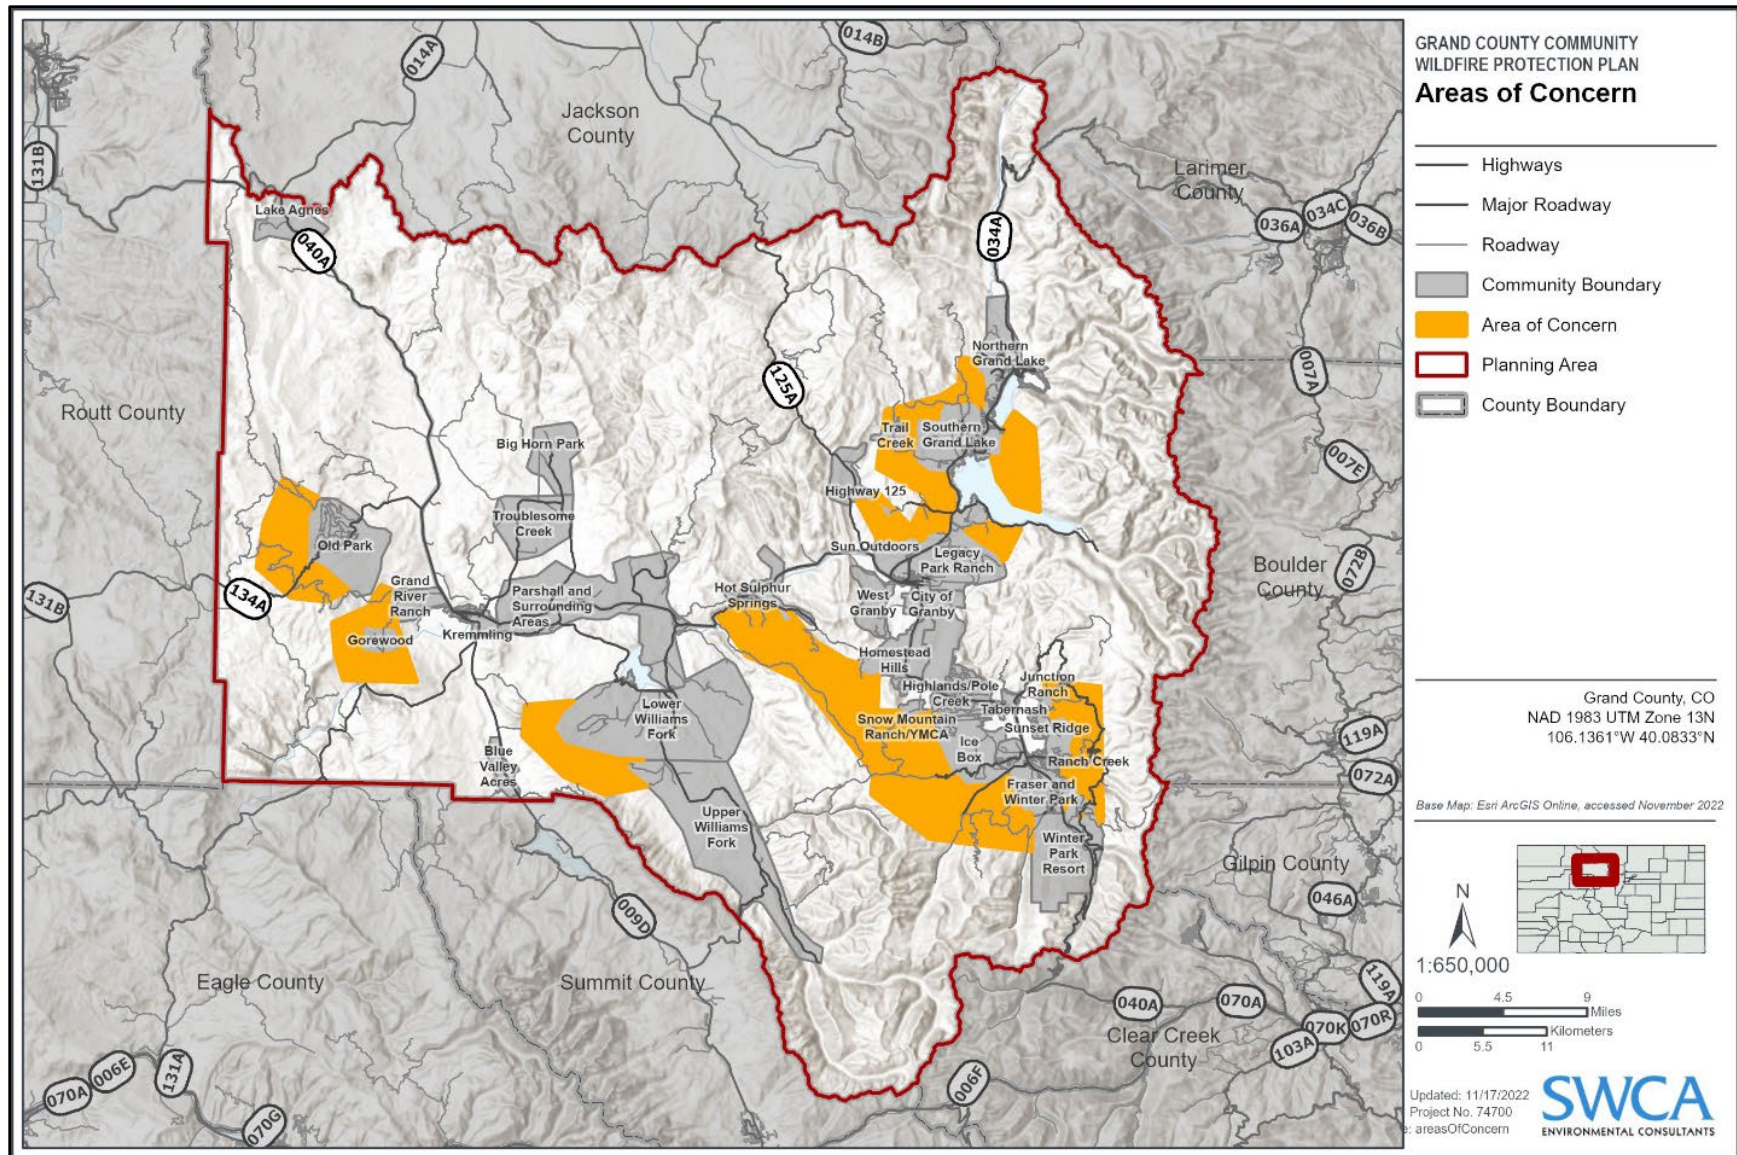 GRAND COUNTY COMMUNITY
WILDFIRE PROTECTION PLAN
Areas of Concern
Highways
Major Roadway
Roadway
Community Boundary
Area of Concern
Planning Area
County Boundary
Grand County, CO
NAD 1983 UTM Zone 13N
106.1361°W 40.0833°N
Base Map: Esri ArcGIS Online, accessed November 2022
N
1:650,000
0 4.5 9
Miles
Kilometers
0 5.5 11
Updated: 11/17/2022
Project No. 74700
: areasOfConcern
SWCA
ENVIRONMENTAL CONSULTANTS
014A
014B
Jackson
County
131B
Larimer
County
036A
034C
036B
Lake Agnes
040A
034A
Northern
Grand Lake
007A
125A
Routt County
Big Horn Park
Trail
Creek
Southern
Grand Lake
007E
Highway 125
Troublesome
Creek
Old Park
Sun Outdoors
Legacy
Park Ranch
Boulder
County
072B
131B
134A
Grand
River
Ranch
Parshall and
Surrounding
Areas
Hot Sulphur
Springs
West
Granby
City of
Granby
Gorewood
Kremmling
Homestead
Hills
Highlands/Pole
Creek
Junction
Ranch
Tabernash
Lower
Williams
Fork
Snow Mountain
Ranch/YMCA
Sunset Ridge
119A
Blue
Valley
Acres
Ice
Box
Ranch Creek
072A
Fraser and
Winter Park
Upper
Williams
Fork
Winter
Park
Resort
Gilpin County
046A
009D
Eagle County
Summit County
119A
040A
070A
070K
070R
103A
Clear Creek
County
006F
070A
006E
131A
070G